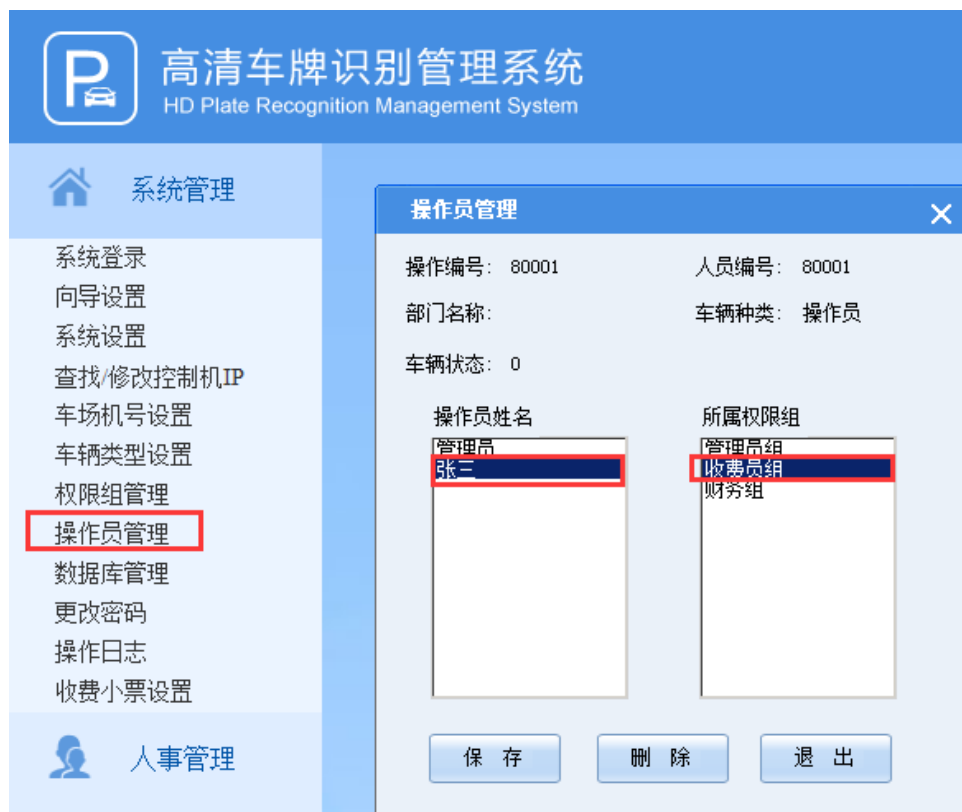 P
高清车牌识别管理系统
HD Plate Recognition Management System
系统管理
系统登录
向导设置
系统设置
查找/修改控制机IP
车场机号设置
车辆类型设置
权限组管理
操作员管理
数据库管理
更改密码
操作日志
收费小票设置
人事管理
操作员管理
操作编号： 80001 人员编号： 80001
部门名称： 车辆种类： 操作员
车辆状态： 0
操作员姓名 所属权限组
管理员 管理员组
张三 收费员组
财务组
保 存 删 除 退 出